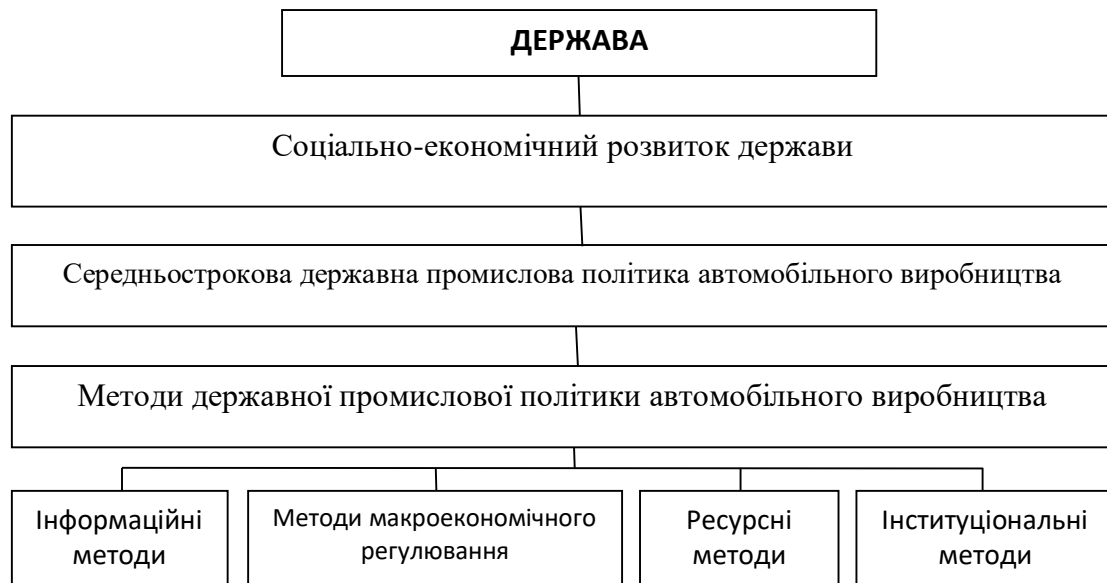 ДЕРЖАВА
Соціально-економічний розвиток держави
Середньострокова державна промислова політика автомобільного виробництва
Методи державної промислової політики автомобільного виробництва
Інформаційні
методи
Методи макроекономічного
регулювання
Ресурсні
методи
Інституціональні
методи